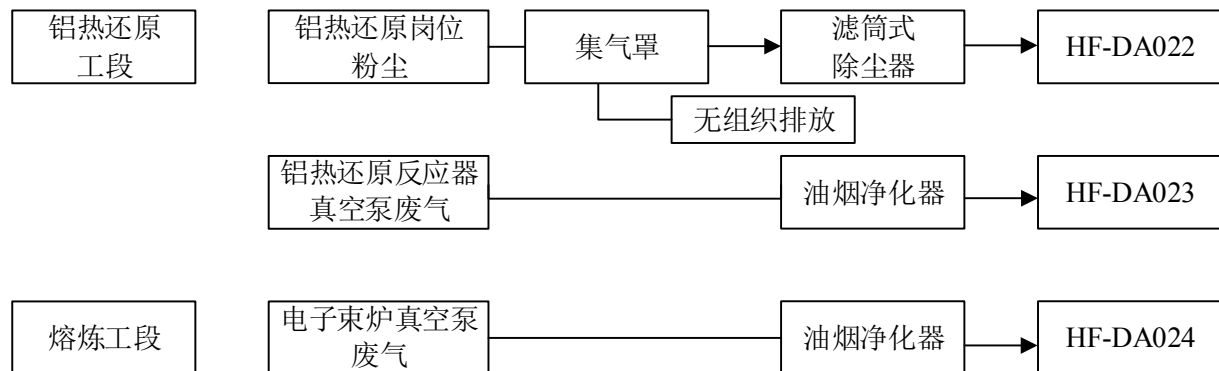 铝热还原
工段
铝热还原岗位
粉尘
集气罩
滤筒式
除尘器
HF-DA022
无组织排放
铝热还原反应器
真空泵废气
油烟净化器
HF-DA023
熔炼工段
电子束炉真空泵
废气
油烟净化器
HF-DA024